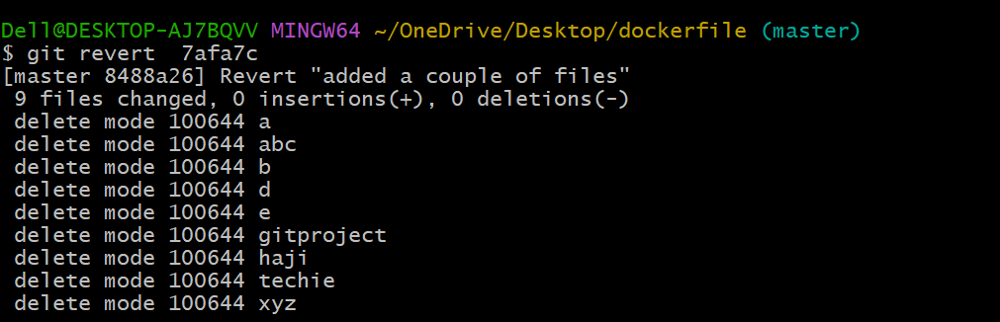 Dell@DESKTOP-AJ7BQVV MINGW64 ~/OneDrive/Desktop/dockerfile (master)
$ git revert  7afa7c
[master 8488a26] Revert "added a couple of files"
 9 files changed, 0 insertions(+), 0 deletions(-)
 delete mode 100644 a
 delete mode 100644 abc
 delete mode 100644 b
 delete mode 100644 d
 delete mode 100644 e
 delete mode 100644 gitproject
 delete mode 100644 haji
 delete mode 100644 techie
 delete mode 100644 xyz